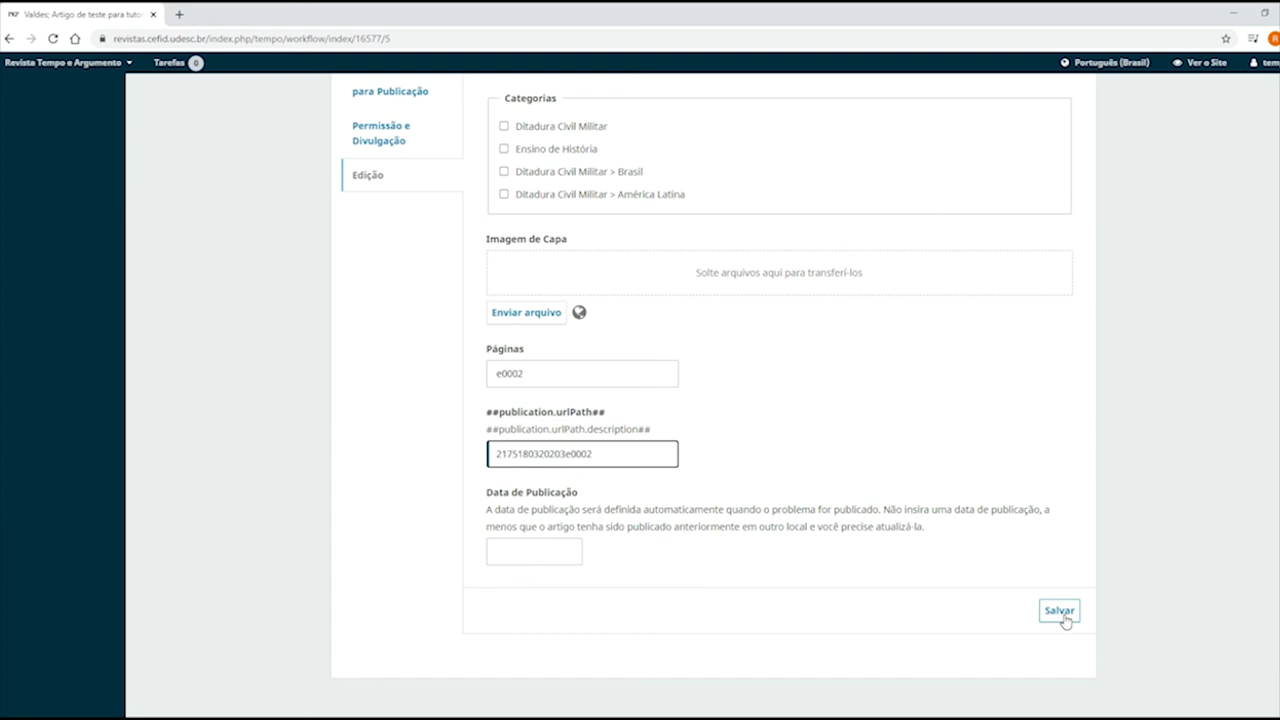 Valdes; Artigo de teste para tuto
revistas.cefid.udesc.br/index.php/tempo/workflow/index/16577/5
Revista Tempo e Argumento
Tarefas 0
Português (Brasil)
Ver o Site
tem
para Publicação
Permissão e
Divulgação
Edição
Categorias
Ditadura Civil Militar
Ensino de História
Ditadura Civil Militar > Brasil
Ditadura Civil Militar > América Latina
Imagem de Capa
Solte arquivos aqui para transferí-los
Enviar arquivo
Páginas
e0002
##publication.urlPath##
##publication.urlPath.description##
2175180320203e0002
Data de Publicação
A data de publicação será definida automaticamente quando o problema for publicado. Não insira uma data de publicação, a
menos que o artigo tenha sido publicado anteriormente em outro local e você precise atualizá-la.
Salvar